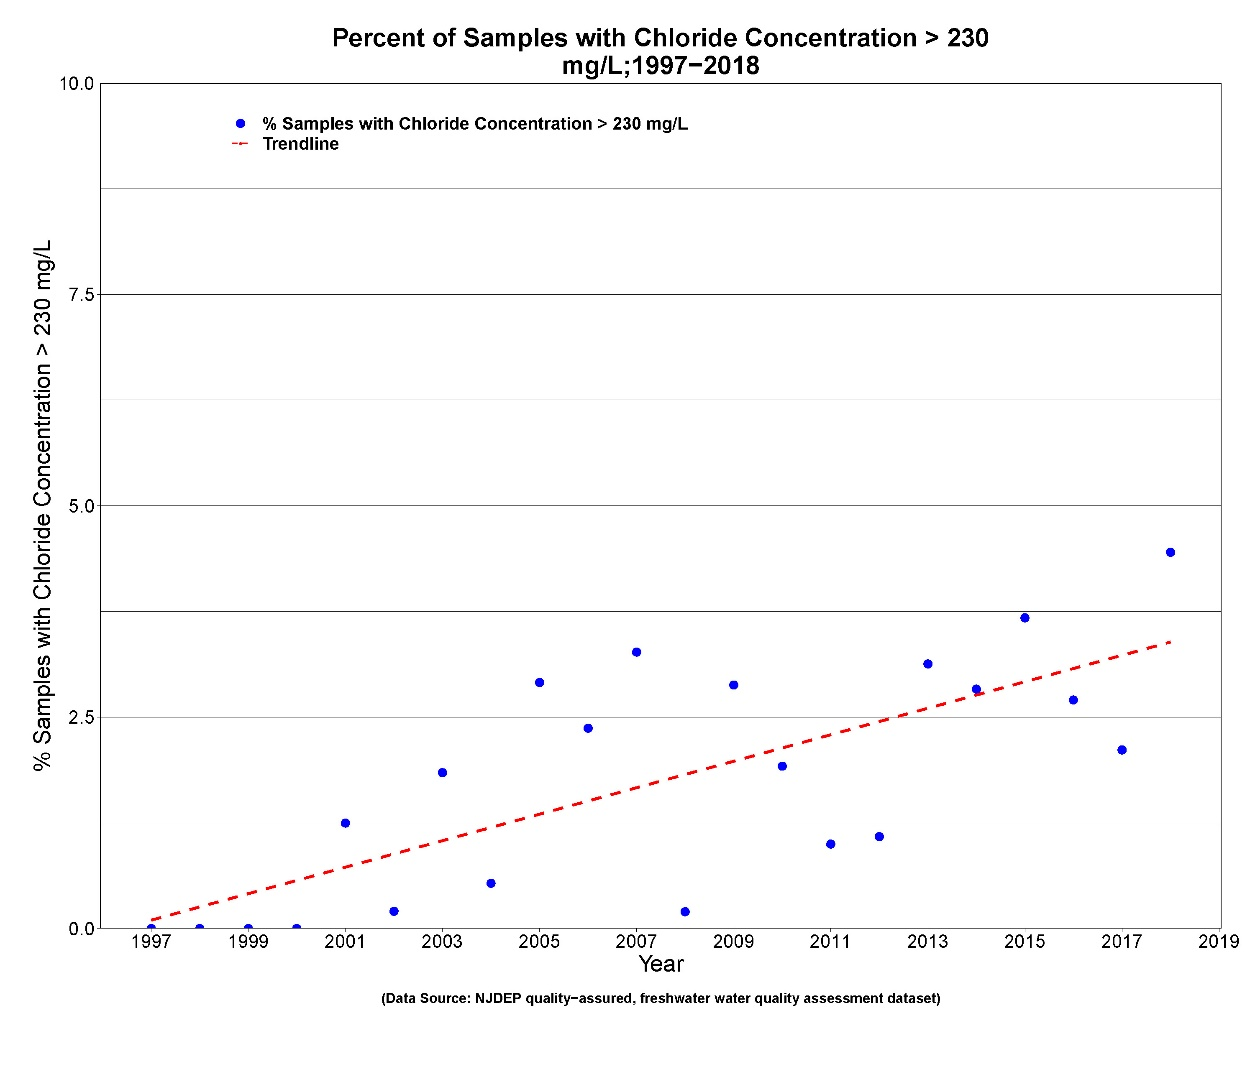 Percent of Samples with Chloride Concentration > 230
mg/L;1997−2018
% Samples with Chloride Concentration > 230 mg/L
Trendline
% Samples with Chloride Concentration > 230 mg/L
10.0
7.5
5.0
2.5
0.0
1997 1999 2001 2003 2005 2007 2009 2011 2013 2015 2017 2019
Year
(Data Source: NJDEP quality−assured, freshwater water quality assessment dataset)